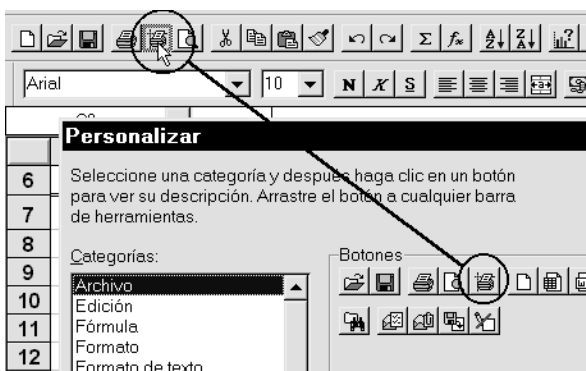 Arial 10 N X S
Personalizar
Seleccione una categoría y después haga clic en un botón
para ver su descripción. Arrastre el botón a cualquier barra
de herramientas.
Categorías:
Botones
Archivo
Edición
Fórmula
Formato
Formato de texto
6
7
8
9
10
11
12